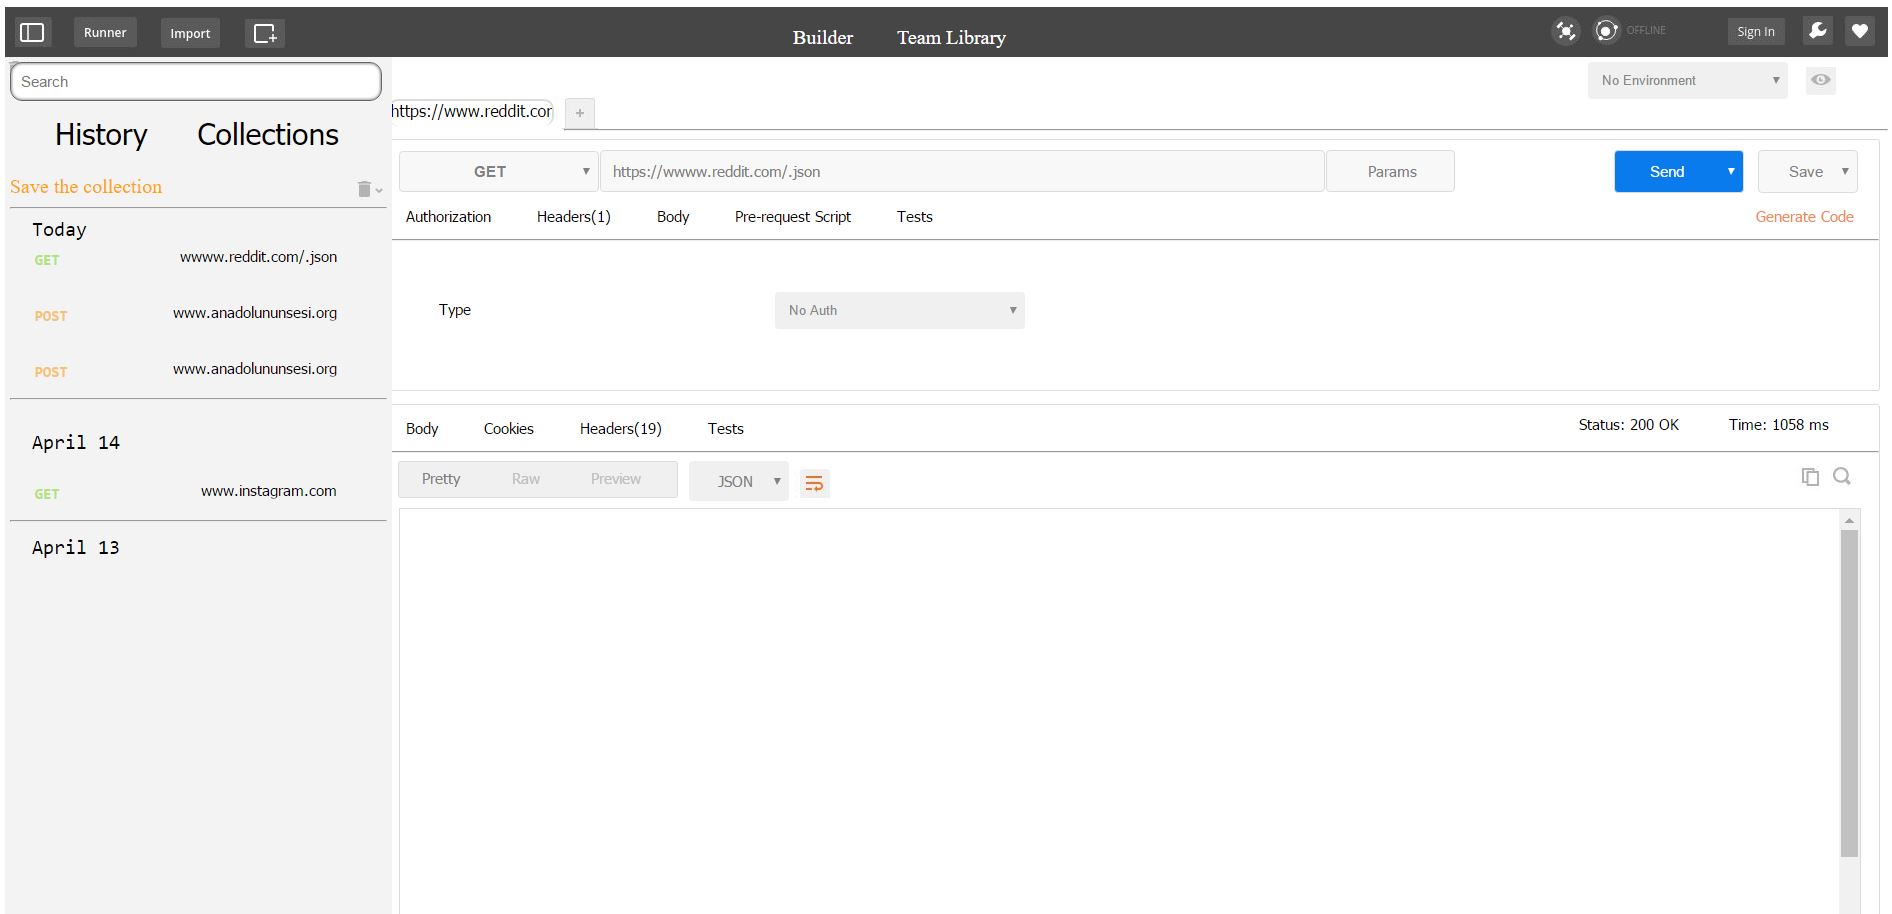 Runner Import Builder Team Library OFFLINE Sign In
Search
No Environment
https://www.reddit.cor +
History Collections
GET https://wwww.reddit.com/.json Params Send Save
Save the collection
Authorization Headers(1) Body Pre-request Script Tests Generate Code
Today
GET wwww.reddit.com/.json
POST www.anadolununsesi.org
Type No Auth
POST www.anadolununsesi.org
Body Cookies Headers(19) Tests Status: 200 OK Time: 1058 ms
April 14
Pretty Raw Preview JSON
GET www.instagram.com
April 13